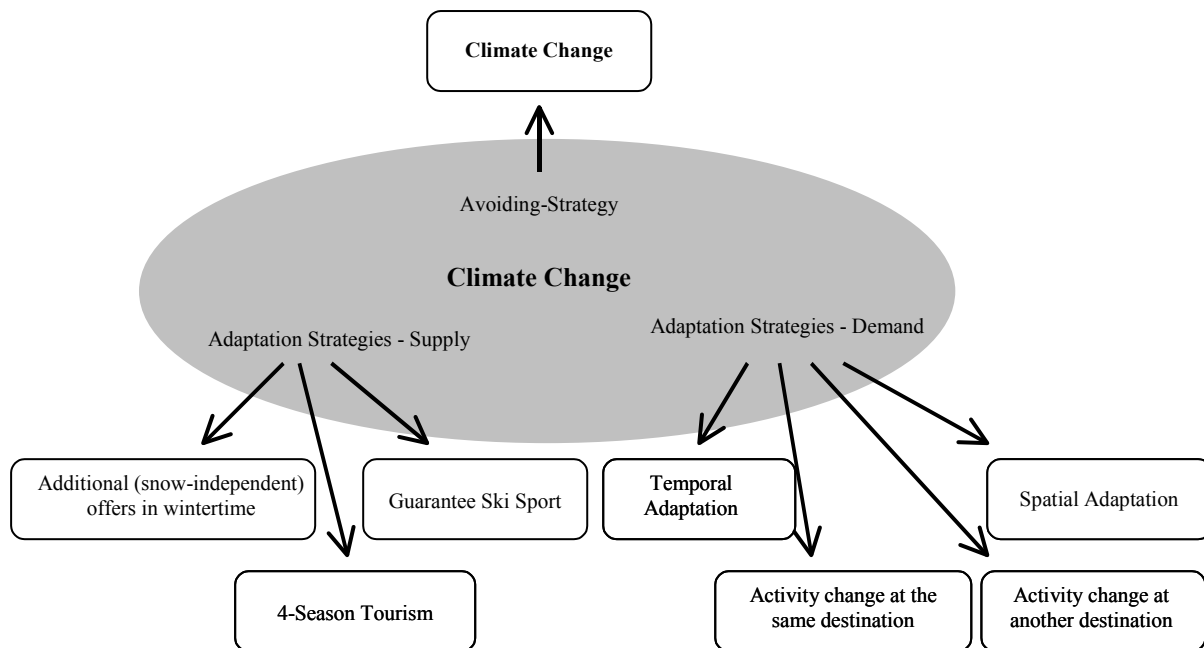 Climate Change
Avoiding-Strategy
Climate Change
Adaptation Strategies - Supply
Adaptation Strategies - Demand
Additional (snow-independent)
offers in wintertime
Guarantee Ski Sport
Temporal
Adaptation
Spatial Adaptation
4-Season Tourism
Activity change at the
same destination
Activity change at
another destination